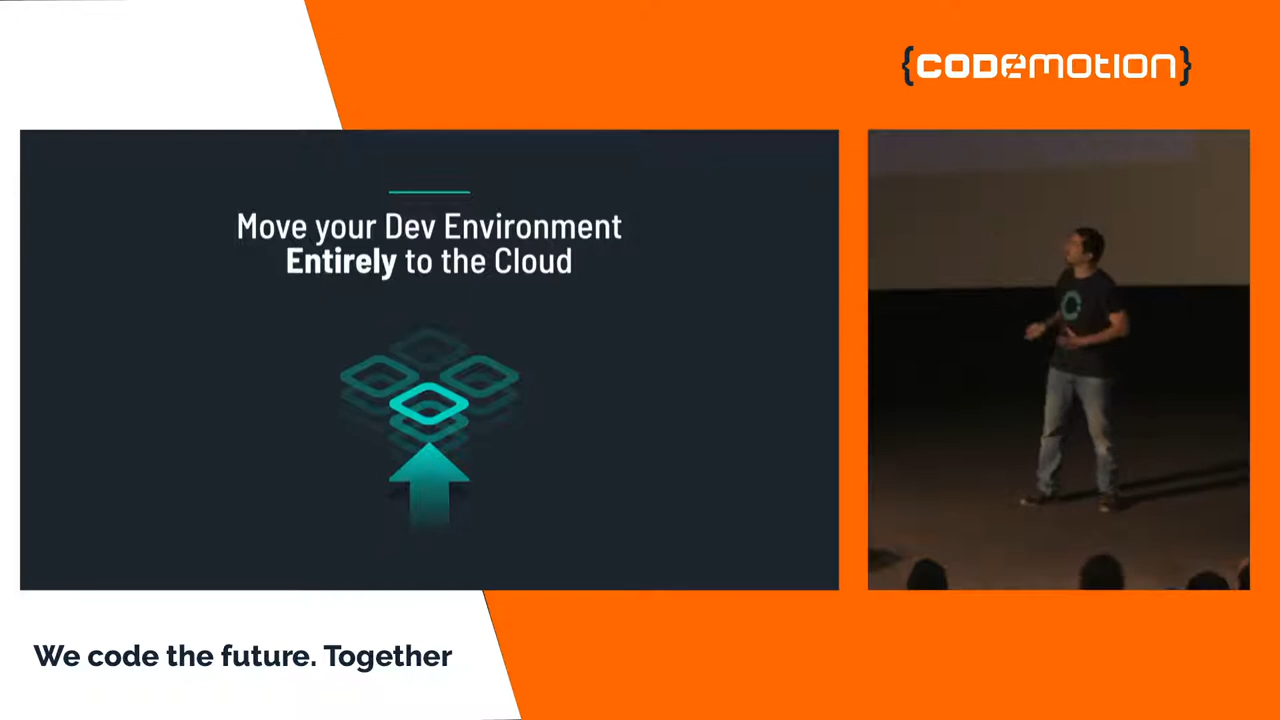 {CODEMOTION}
Move your Dev Environment
Entirely to the Cloud
We code the future. Together